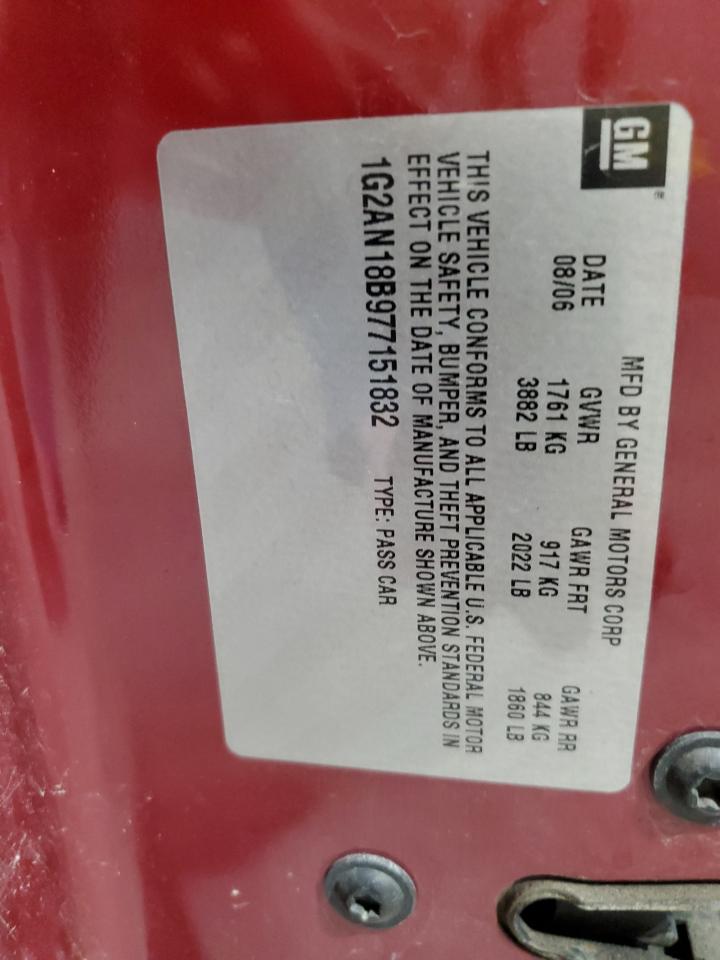 GM
MFD BY GENERAL MOTORS CORP
DATE GVWR GAWR FRT GAWR RR
08/06 1761 KG 917 KG 844 KG
3882 LB 2022 LB 1860 LB
THIS VEHICLE CONFORMS TO ALL APPLICABLE U.S. FEDERAL MOTOR
VEHICLE SAFETY, BUMPER, AND THEFT PREVENTION STANDARDS IN
EFFECT ON THE DATE OF MANUFACTURE SHOWN ABOVE.
1G2AN18B977151832 TYPE: PASS CAR